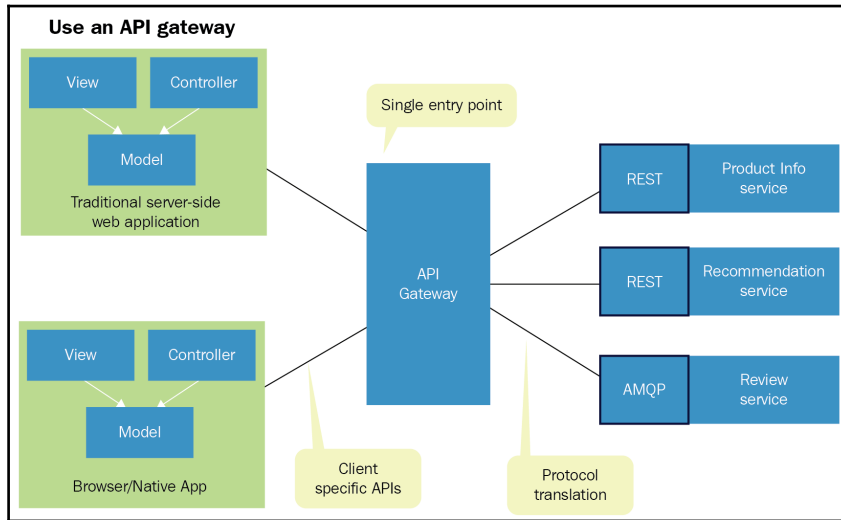 Use an API gateway
View
Controller
Model
Traditional server-side
web application
Single entry point
API
Gateway
REST
Product Info
service
REST
Recommendation
service
AMQP
Review
service
View
Controller
Model
Browser/Native App
Client
specific APIs
Protocol
translation